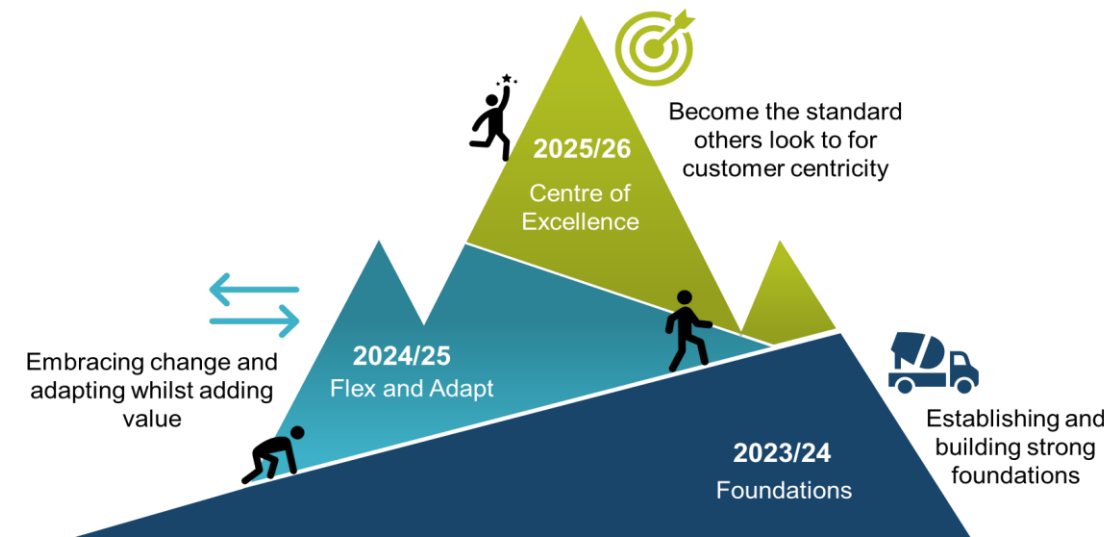 Become the standard
others look to for
customer centricity
2025/26
Centre of
Excellence
Embracing change and
adapting whilst adding
value
2024/25
Flex and Adapt
Establishing and
building strong
foundations
2023/24
Foundations